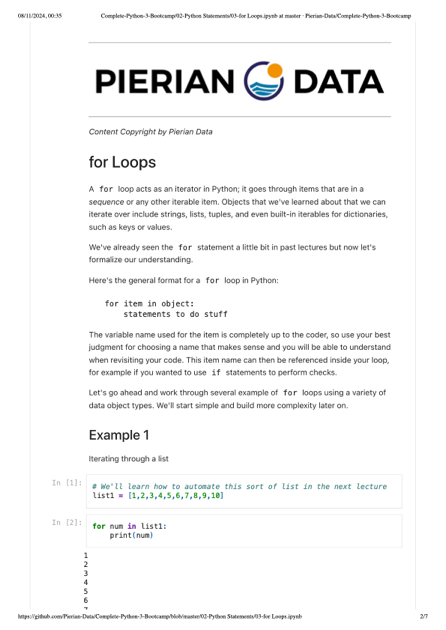 08/11/2024, 00:35 Complete-Python-3-Bootcamp/02-Python Statements/03-for Loops.ipynb at master · Pierian-Data/Complete-Python-3-Bootcamp
PIERIAN DATA
Content Copyright by Pierian Data
for Loops
A for loop acts as an iterator in Python; it goes through items that are in a
sequence or any other iterable item. Objects that we've learned about that we can
iterate over include strings, lists, tuples, and even built-in iterables for dictionaries,
such as keys or values.
We've already seen the for statement a little bit in past lectures but now let's
formalize our understanding.
Here's the general format for a for loop in Python:
for item in object:
    statements to do stuff
The variable name used for the item is completely up to the coder, so use your best
judgment for choosing a name that makes sense and you will be able to understand
when revisiting your code. This item name can then be referenced inside your loop,
for example if you wanted to use if statements to perform checks.
Let's go ahead and work through several example of for loops using a variety of
data object types. We'll start simple and build more complexity later on.
Example 1
Iterating through a list
In [1]: # We'll learn how to automate this sort of list in the next lecture
list1 = [1,2,3,4,5,6,7,8,9,10]
In [2]: for num in list1:
    print(num)
1
2
3
4
5
6
https://github.com/Pierian-Data/Complete-Python-3-Bootcamp/blob/master/02-Python Statements/03-for Loops.ipynb 2/7